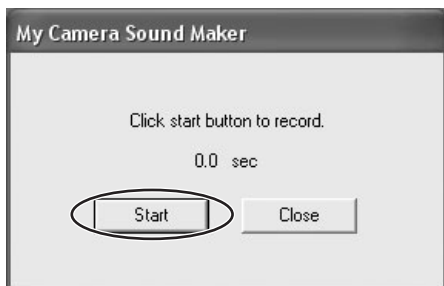 My Camera Sound Maker
Click start button to record.
0.0 sec
Start Close